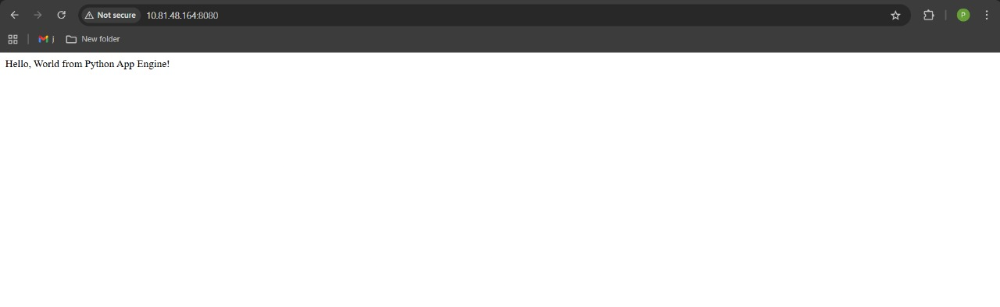 Not secure 10.81.48.164:8080
P
j New folder
Hello, World from Python App Engine!